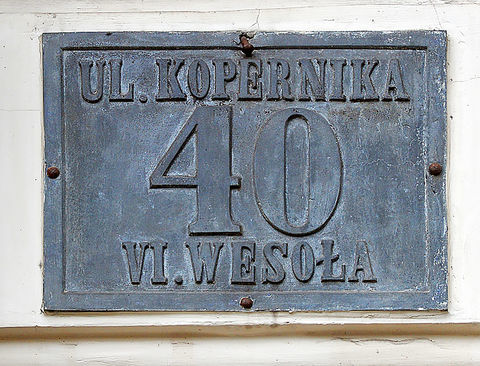 UL. KOPERNIKA
40
VI. WESOŁA